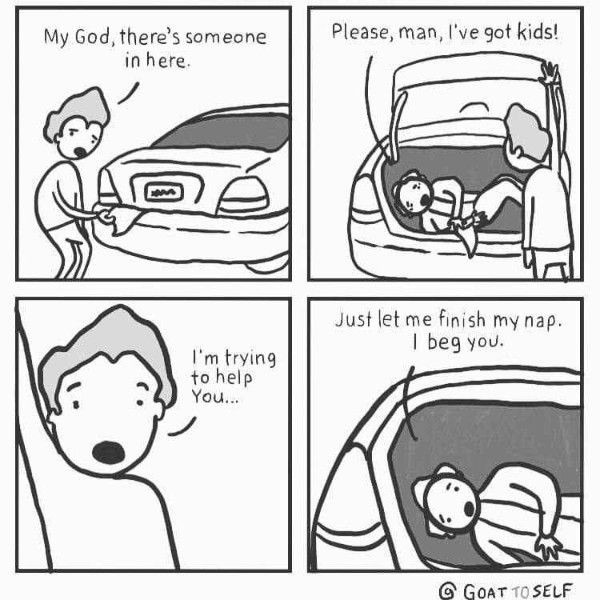 My God, there's someone
in here.
Please, man, I've got kids!
I'm trying
to help
You...
Just let me finish my nap.
I beg you.
@ GOAT TO SELF